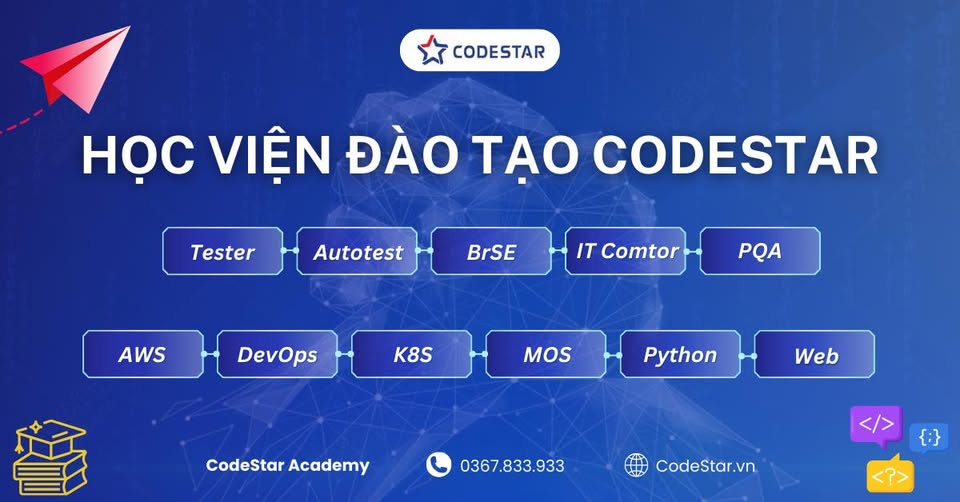 CODESTAR
HỌC VIỆN ĐÀO TẠO CODESTAR
Tester Autotest BrSE IT Comtor PQA
AWS DevOps K8S MOS Python Web
</>
{;}
<?>
CodeStar Academy 0367.833.933 CodeStar.vn